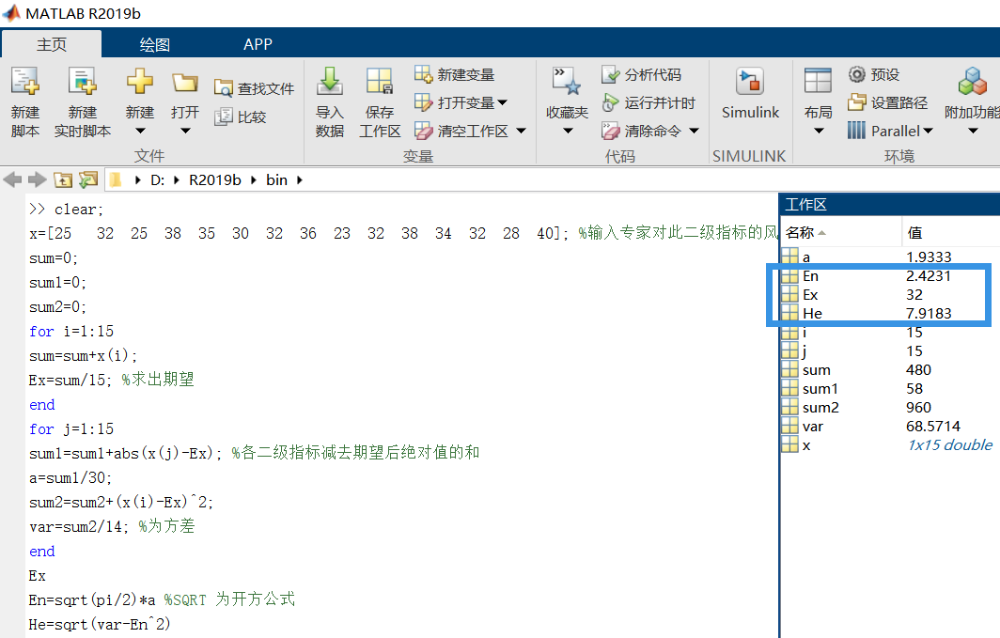 MATLAB R2019b
主页 绘图 APP
新建脚本 新建实时脚本 新建 打开 查找文件 比较 导入数据 保存工作区 新建变量 打开变量 清空工作区 收藏夹 分析代码 运行并计时 清除命令 Simulink 布局 预设 设置路径 Parallel 附加功能
文件 变量 代码 SIMULINK 环境
D: R2019b bin
>> clear;
x=[25 32 25 38 35 30 32 36 23 32 38 34 32 28 40]; %输入专家对此二级指标的风
sum=0;
sum1=0;
sum2=0;
for i=1:15
sum=sum+x(i);
Ex=sum/15; %求出期望
end
for j=1:15
sum1=sum1+abs(x(j)-Ex); %各二级指标减去期望后绝对值的和
a=sum1/30;
sum2=sum2+(x(i)-Ex)^2;
var=sum2/14; %为方差
end
Ex
En=sqrt(pi/2)*a %SQRT 为开方公式
He=sqrt(var-En^2)
工作区
名称 值
a 1.9333
En 2.4231
Ex 32
He 7.9183
i 15
j 15
sum 480
sum1 58
sum2 960
var 68.5714
x 1x15 double